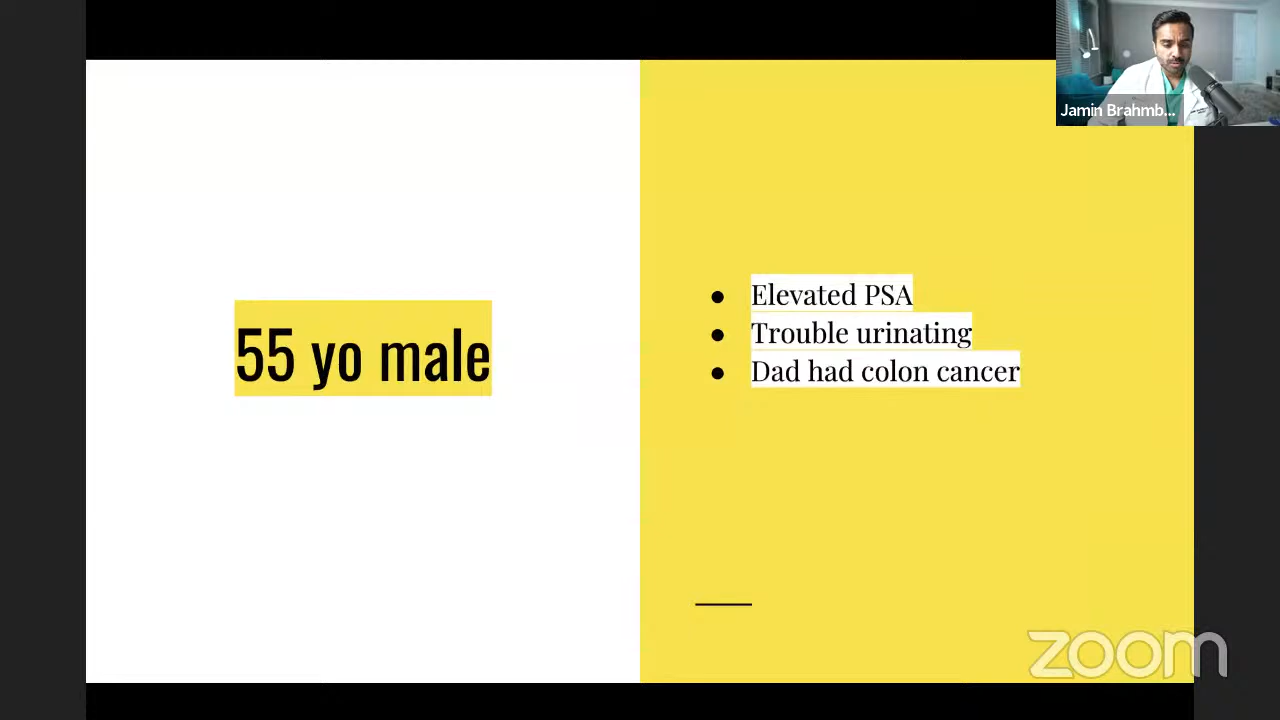 Jamin Brahmb...
55 yo male
● Elevated PSA
● Trouble urinating
● Dad had colon cancer
zoom